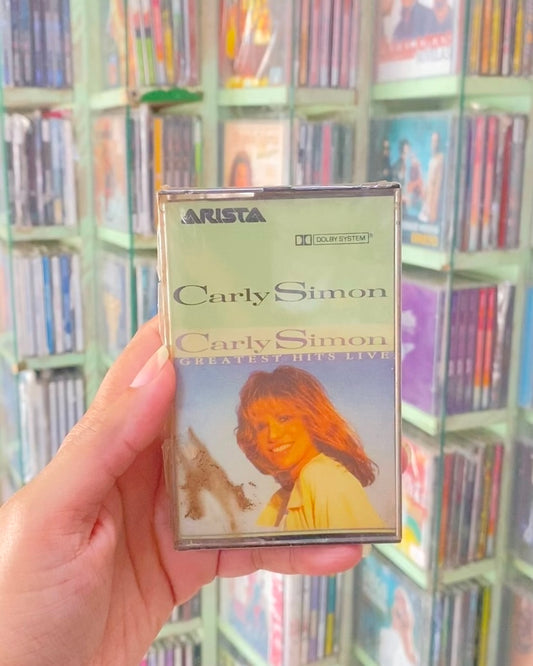 ARISTA
DOLBY SYSTEM®
Carly Simon
Carly Simon
GREATEST HITS LIVE